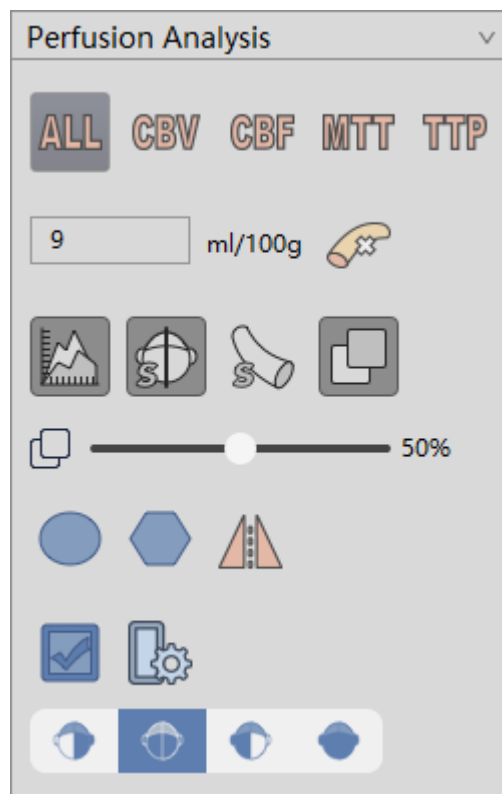 Perfusion Analysis
ALL CBV CBF MTT TTP
9 ml/100g
S S
50%